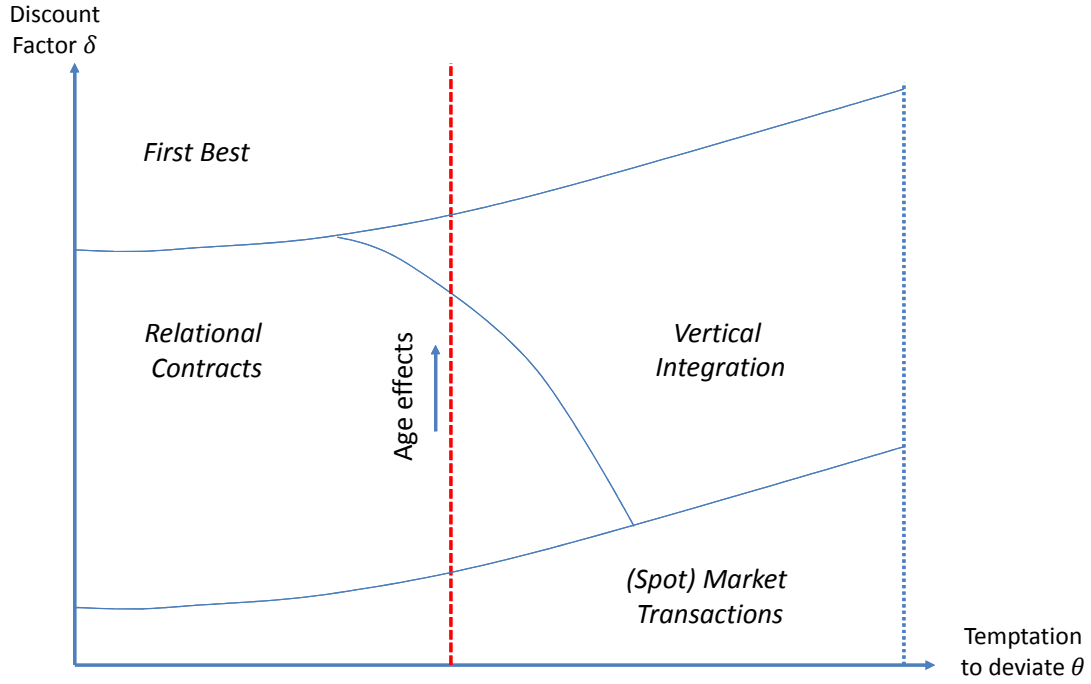 Discount
Factor δ
First Best
Relational
Contracts
Age effects
Vertical
Integration
(Spot) Market
Transactions
Temptation
to deviate θ